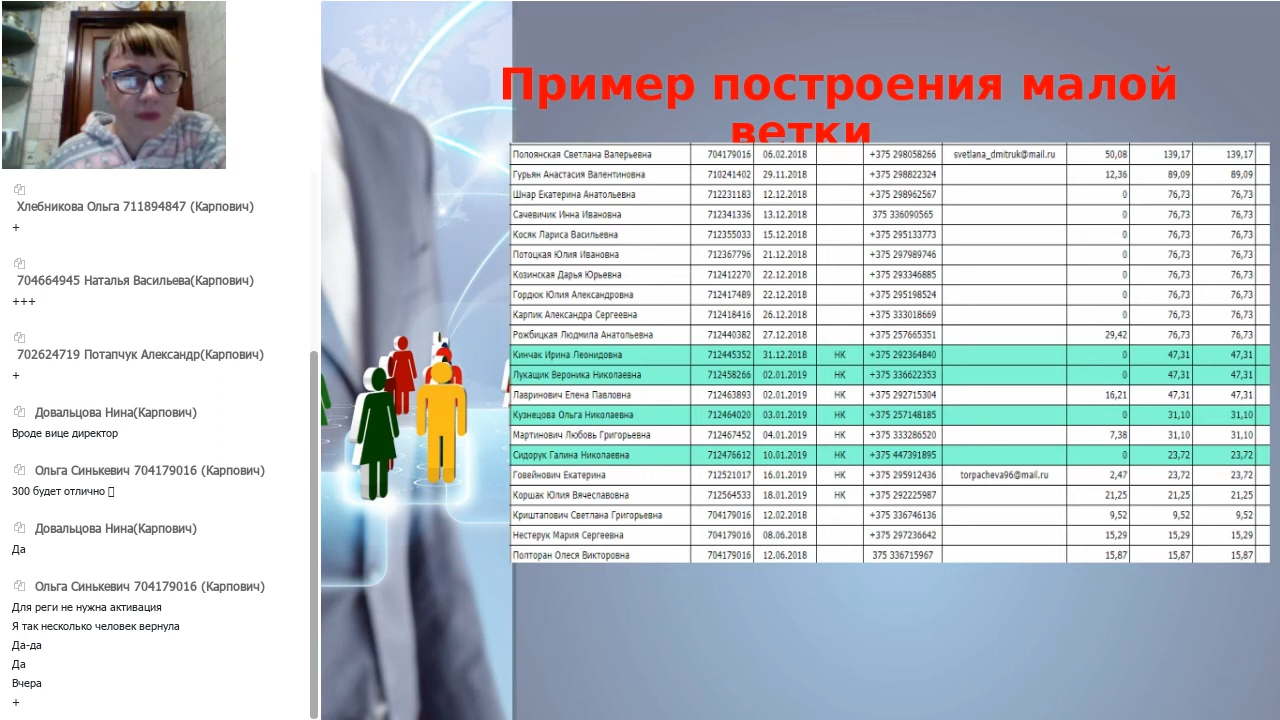 Хлебникова Ольга 711894847 (Карпович)
+
704664945 Наталья Васильева(Карпович)
+++
702624719 Потапчук Александр(Карпович)
+
Довальцова Нина(Карпович)
Вроде вице директор
Ольга Синькевич 704179016 (Карпович)
300 будет отлично
Довальцова Нина(Карпович)
Да
Ольга Синькевич 704179016 (Карпович)
Для реги не нужна активация
Я так несколько человек вернула
Да-да
Да
Вчера
+
Пример построения малой
ветки
Полоянская Светлана Валерьевна 704179016 06.02.2018 +375 298058266 svetlana_dmitruk@mail.ru 50,08 139,17 139,17
Гурьян Анастасия Валентиновна 710241402 29.11.2018 +375 298822324 12,36 89,09 89,09
Шнар Екатерина Анатольевна 712231183 12.12.2018 +375 298962567 0 76,73 76,73
Сачевичик Инна Ивановна 712341336 13.12.2018 375 336090565 0 76,73 76,73
Косяк Лариса Васильевна 712355033 15.12.2018 +375 295133773 0 76,73 76,73
Потоцкая Юлия Ивановна 712367796 21.12.2018 +375 297989746 0 76,73 76,73
Козинская Дарья Юрьевна 712412270 22.12.2018 +375 293346885 0 76,73 76,73
Гордюк Юлия Александровна 712417489 22.12.2018 +375 295198524 0 76,73 76,73
Карпик Александра Сергеевна 712418416 26.12.2018 +375 333018669 0 76,73 76,73
Рожбицкая Людмила Анатольевна 712440382 27.12.2018 +375 257665351 29,42 76,73 76,73
Кинчак Ирина Леонидовна 712445352 31.12.2018 НК +375 292364840 0 47,31 47,31
Лукащик Вероника Николаевна 712458266 02.01.2019 НК +375 336622353 0 47,31 47,31
Лавринович Елена Павловна 712463893 02.01.2019 НК +375 292715304 16,21 47,31 47,31
Кузнецова Ольга Николаевна 712464020 03.01.2019 НК +375 257148185 0 31,10 31,10
Мартинович Любовь Григорьевна 712467452 04.01.2019 НК +375 333286520 7,38 31,10 31,10
Сидорук Галина Николаевна 712476612 10.01.2019 НК +375 447391895 0 23,72 23,72
Говейнович Екатерина 712521017 16.01.2019 НК +375 295912436 torpacheva96@mail.ru 2,47 23,72 23,72
Коршак Юлия Вячеславовна 712564533 18.01.2019 НК +375 292225987 21,25 21,25 21,25
Криштапович Светлана Григорьевна 704179016 12.02.2018 +375 336746136 9,52 9,52 9,52
Нестерук Мария Сергеевна 704179016 08.06.2018 +375 297236642 15,29 15,29 15,29
Полторан Олеся Викторовна 704179016 12.06.2018 375 336715967 15,87 15,87 15,87